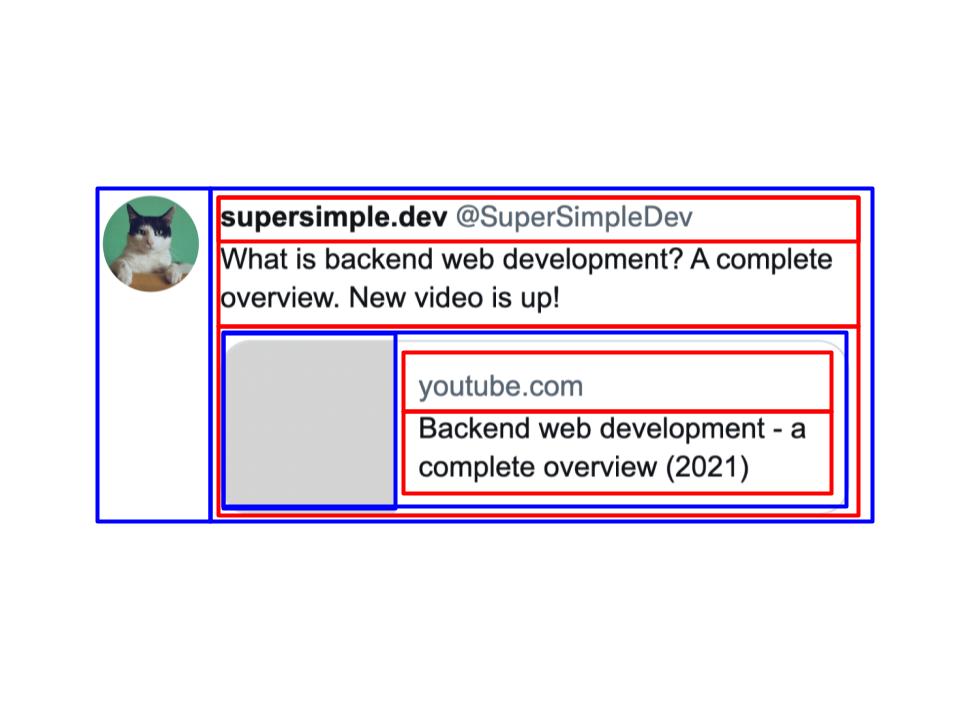 supersimple.dev @SuperSimpleDev
What is backend web development? A complete
overview. New video is up!
youtube.com
Backend web development - a
complete overview (2021)